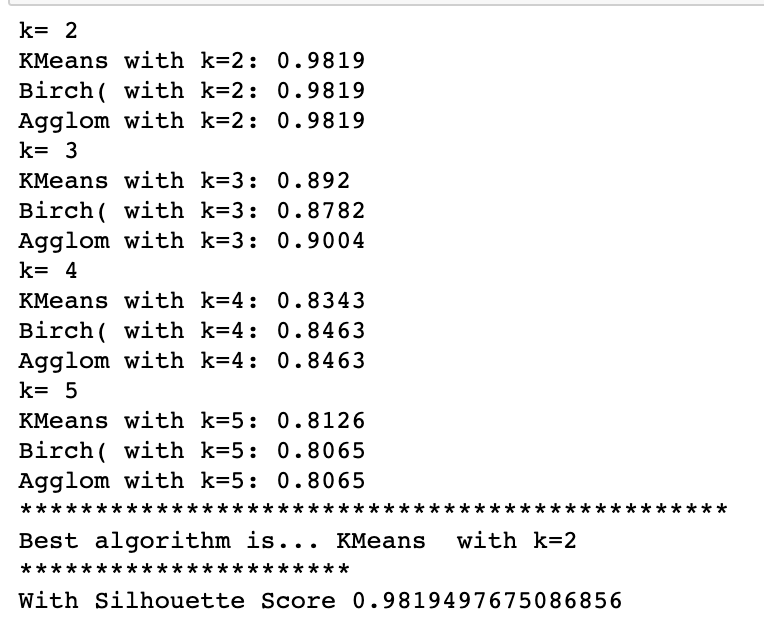 k= 2
KMeans with k=2: 0.9819
Birch( with k=2: 0.9819
Agglom with k=2: 0.9819
k= 3
KMeans with k=3: 0.892
Birch( with k=3: 0.8782
Agglom with k=3: 0.9004
k= 4
KMeans with k=4: 0.8343
Birch( with k=4: 0.8463
Agglom with k=4: 0.8463
k= 5
KMeans with k=5: 0.8126
Birch( with k=5: 0.8065
Agglom with k=5: 0.8065
***********************************************
Best algorithm is... KMeans  with k=2
**********************
With Silhouette Score 0.9819497675086856